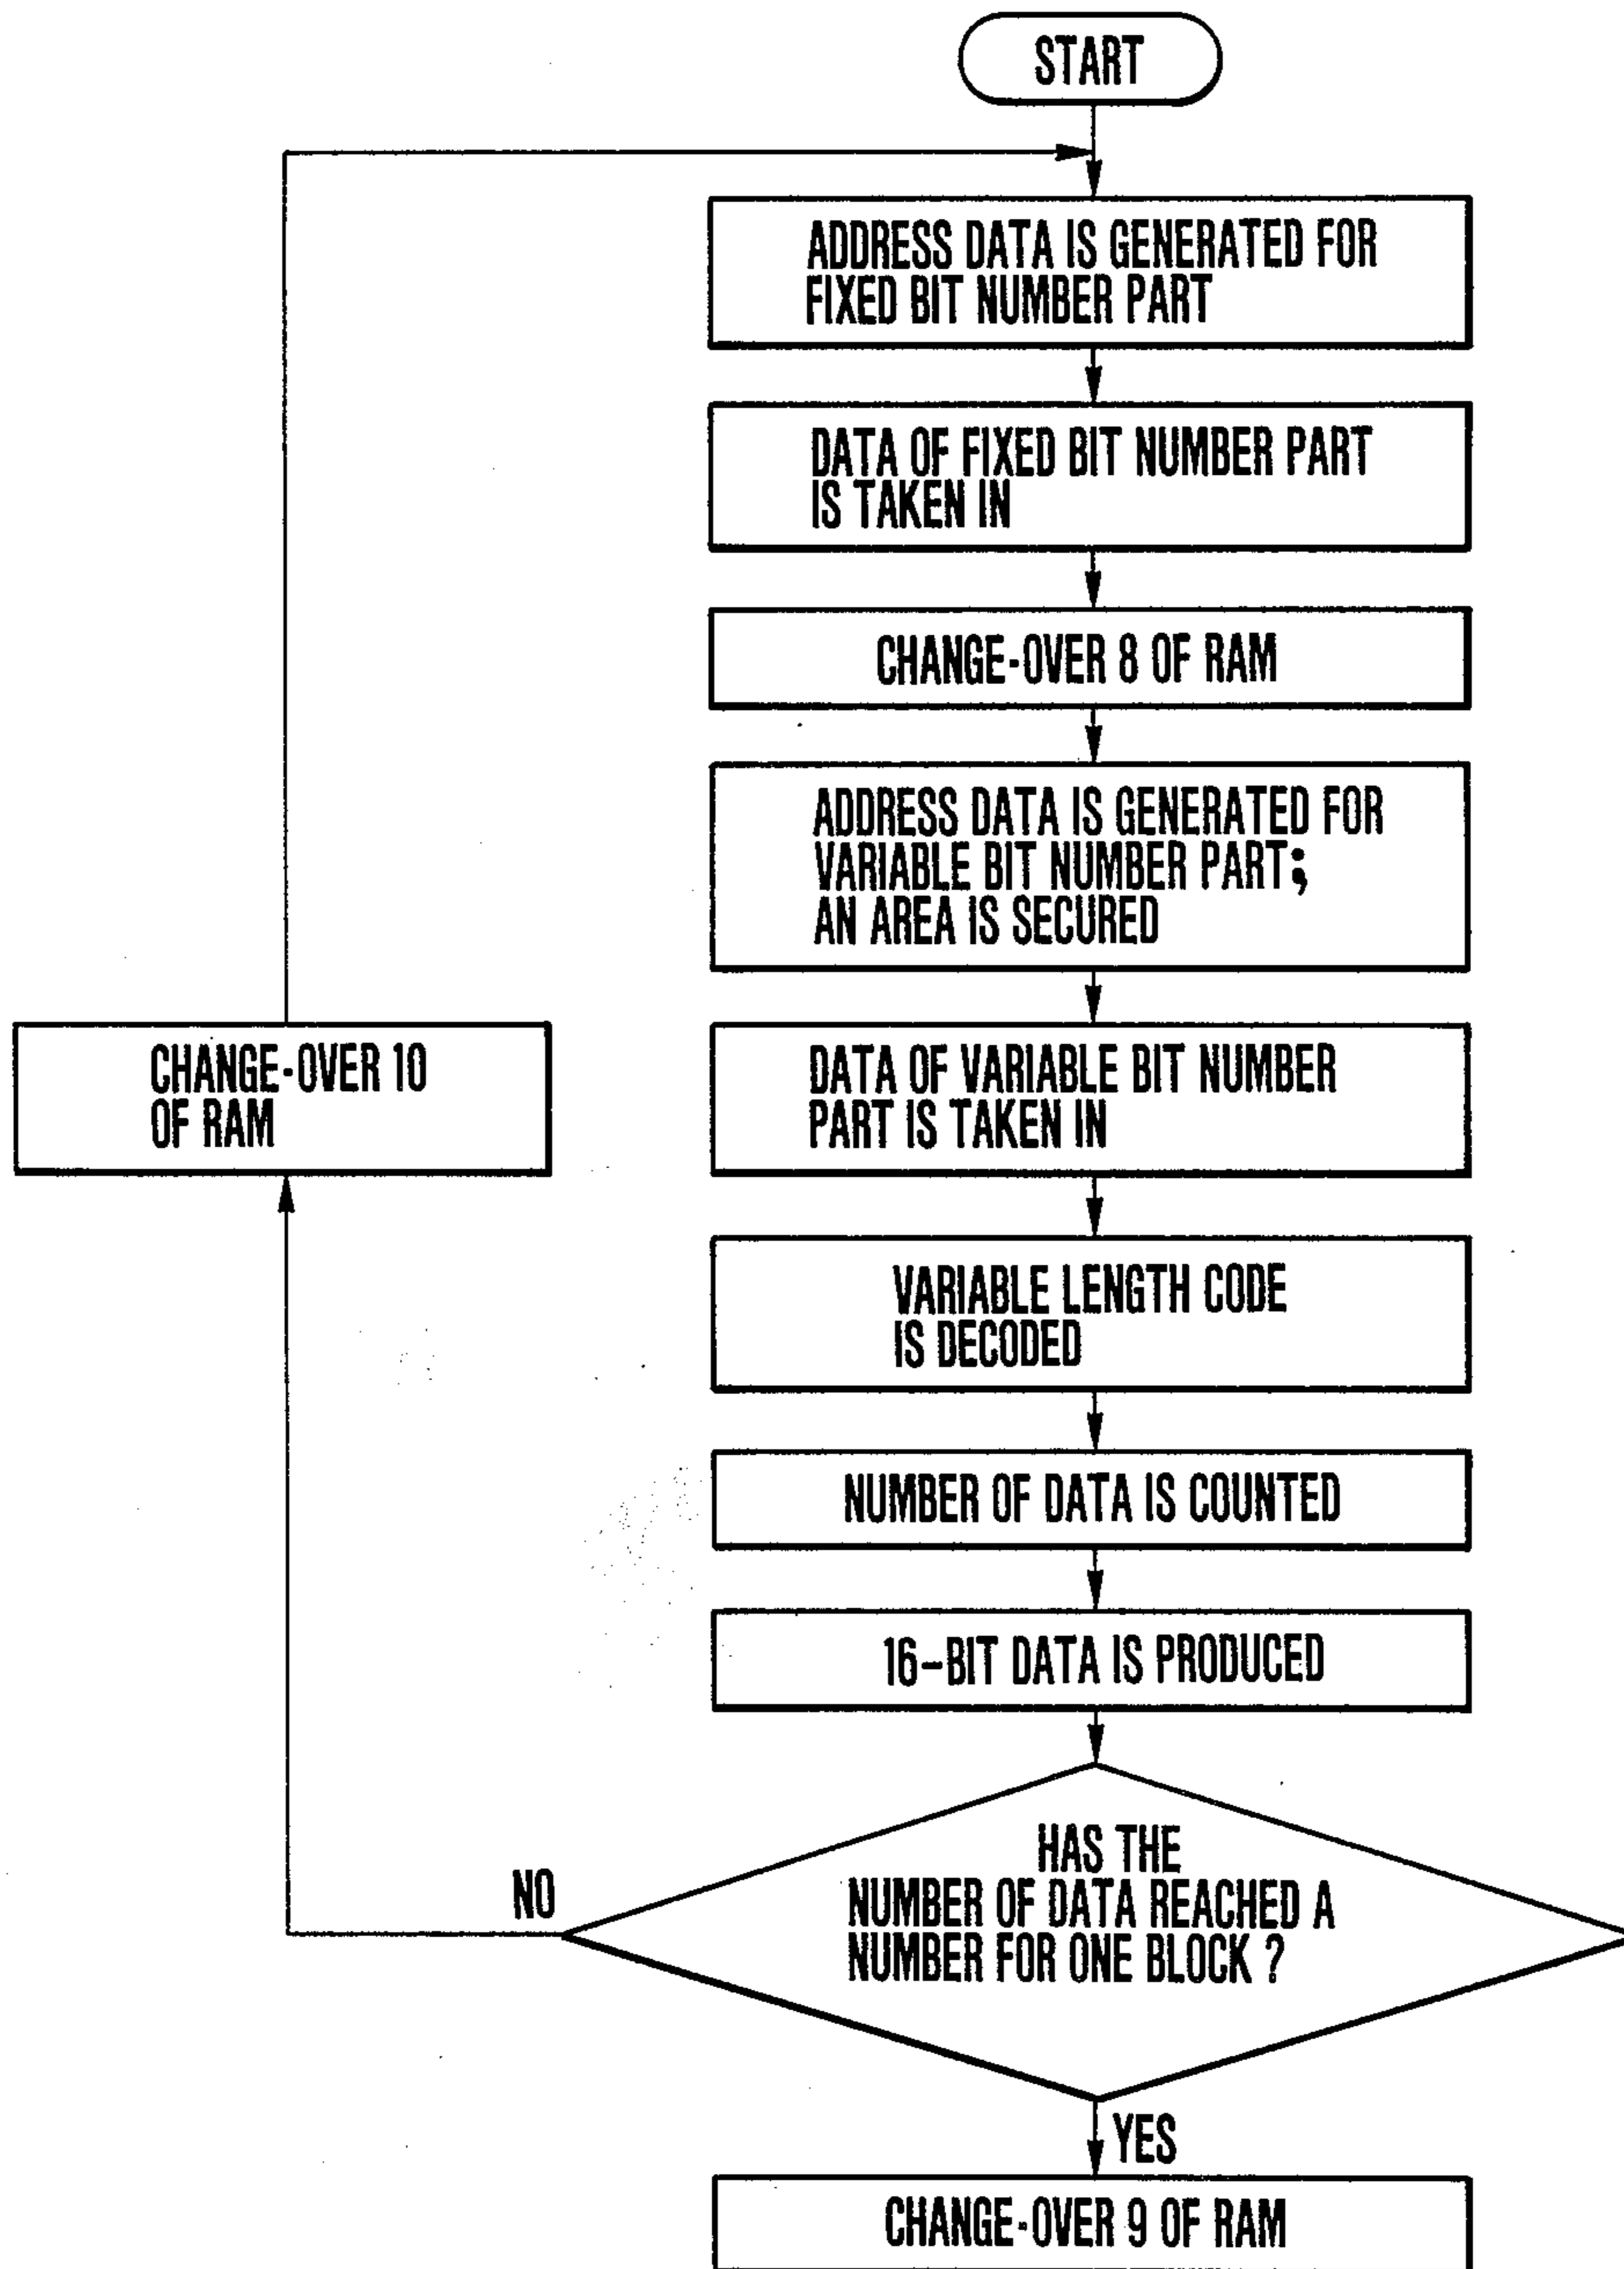 START
ADDRESS DATA IS GENERATED FOR
FIXED BIT NUMBER PART
DATA OF FIXED BIT NUMBER PART
IS TAKEN IN
CHANGE-OVER 8 OF RAM
ADDRESS DATA IS GENERATED FOR
VARIABLE BIT NUMBER PART;
AN AREA IS SECURED
CHANGE-OVER 10
OF RAM
DATA OF VARIABLE BIT NUMBER
PART IS TAKEN IN
VARIABLE LENGTH CODE
IS DECODED
NUMBER OF DATA IS COUNTED
16-BIT DATA IS PRODUCED
HAS THE
NUMBER OF DATA REACHED A
NUMBER FOR ONE BLOCK ?
NO
YES
CHANGE-OVER 9 OF RAM